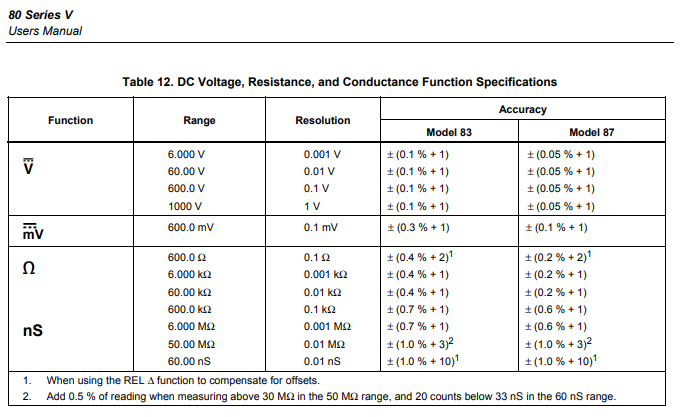 80 Series V
Users Manual
Table 12. DC Voltage, Resistance, and Conductance Function Specifications
Function Range Resolution Accuracy
Model 83 Model 87
V 6.000 V 0.001 V ± (0.1 % + 1) ± (0.05 % + 1)
60.00 V 0.01 V ± (0.1 % + 1) ± (0.05 % + 1)
600.0 V 0.1 V ± (0.1 % + 1) ± (0.05 % + 1)
1000 V 1 V ± (0.1 % + 1) ± (0.05 % + 1)
mV 600.0 mV 0.1 mV ± (0.3 % + 1) ± (0.1 % + 1)
Ω 600.0 Ω 0.1 Ω ± (0.4 % + 2)1 ± (0.2 % + 2)1
6.000 kΩ 0.001 kΩ ± (0.4 % + 1) ± (0.2 % + 1)
60.00 kΩ 0.01 kΩ ± (0.4 % + 1) ± (0.2 % + 1)
600.0 kΩ 0.1 kΩ ± (0.7 % + 1) ± (0.6 % + 1)
nS 6.000 MΩ 0.001 MΩ ± (0.7 % + 1) ± (0.6 % + 1)
50.00 MΩ 0.01 MΩ ± (1.0 % + 3)2 ± (1.0 % + 3)2
60.00 nS 0.01 nS ± (1.0 % + 10)1 ± (1.0 % + 10)1
1. When using the REL Δ function to compensate for offsets.
2. Add 0.5 % of reading when measuring above 30 MΩ in the 50 MΩ range, and 20 counts below 33 nS in the 60 nS range.